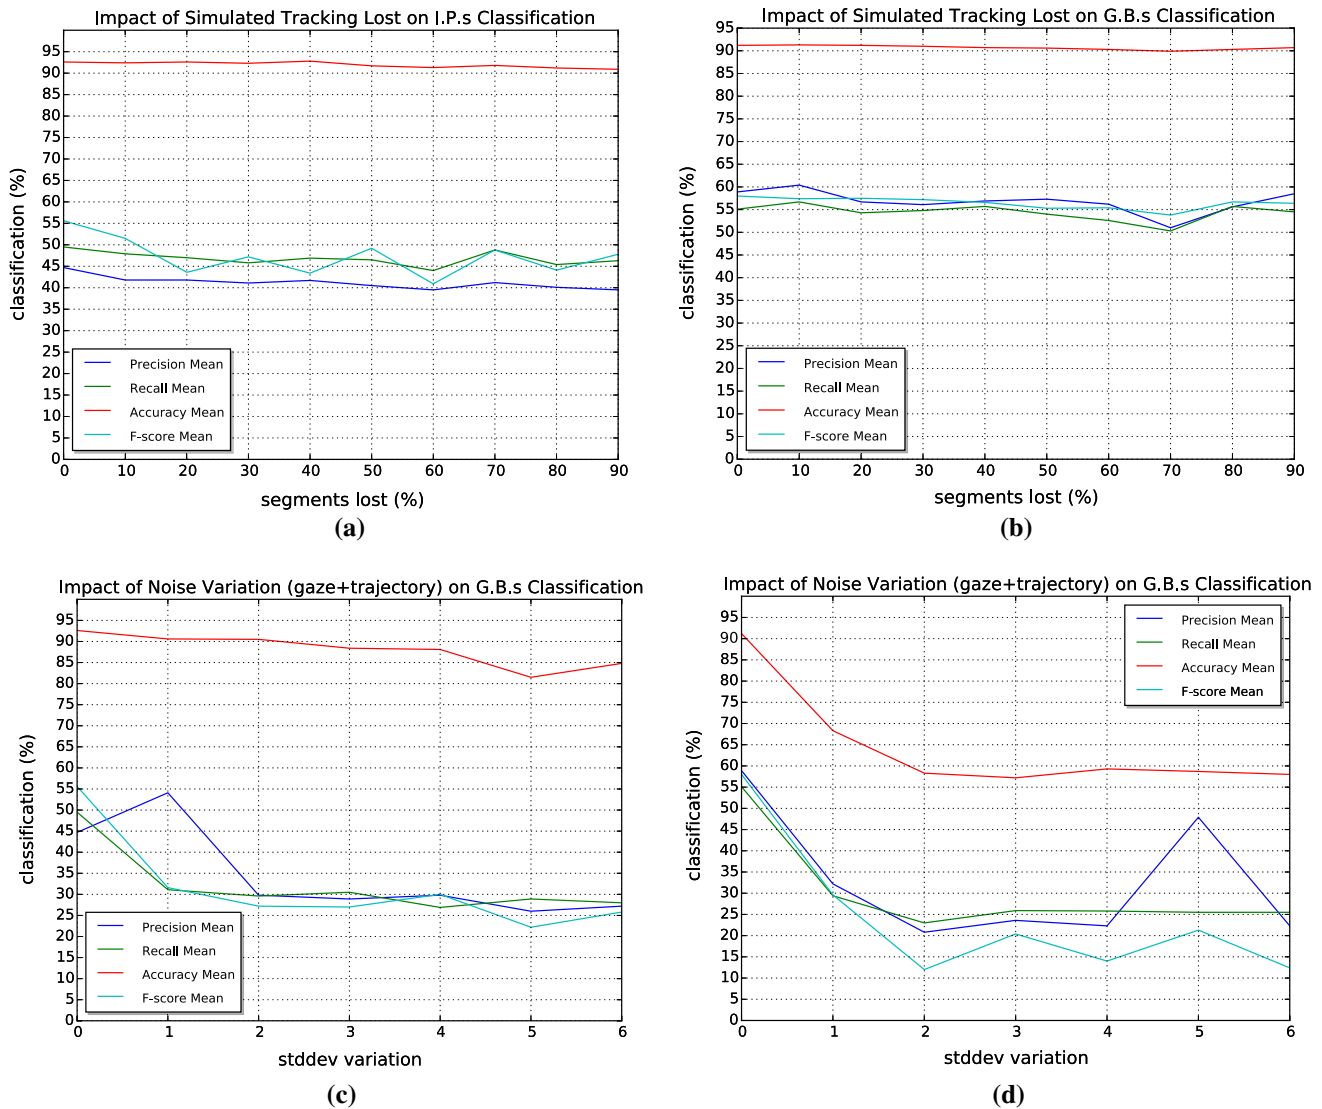 Impact of Simulated Tracking Lost on I.P.s Classification
95
90
85
80
75
70
65
60
55
50
45
40
35
30
25
20
15
10
5
0
classification (%)
Precision Mean
Recall Mean
Accuracy Mean
F-score Mean
0 10 20 30 40 50 60 70 80 90
segments lost (%)
(a)
Impact of Simulated Tracking Lost on G.B.s Classification
95
90
85
80
75
70
65
60
55
50
45
40
35
30
25
20
15
10
5
0
classification (%)
Precision Mean
Recall Mean
Accuracy Mean
F-score Mean
0 10 20 30 40 50 60 70 80 90
segments lost (%)
(b)
Impact of Noise Variation (gaze+trajectory) on G.B.s Classification
95
90
85
80
75
70
65
60
55
50
45
40
35
30
25
20
15
10
5
0
classification (%)
Precision Mean
Recall Mean
Accuracy Mean
F-score Mean
0 1 2 3 4 5 6
stddev variation
(c)
Impact of Noise Variation (gaze+trajectory) on G.B.s Classification
95
90
85
80
75
70
65
60
55
50
45
40
35
30
25
20
15
10
5
0
classification (%)
Precision Mean
Recall Mean
Accuracy Mean
F-score Mean
0 1 2 3 4 5 6
stddev variation
(d)